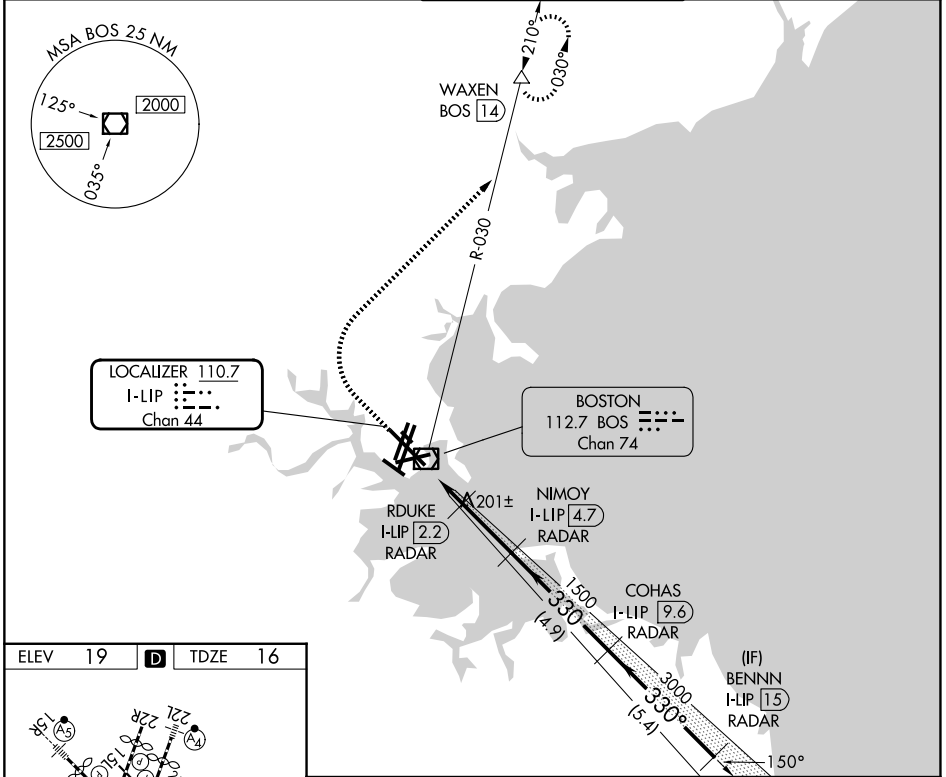 MSA BOS 25 NM
125°
2000
2500
035°
210°
030°
WAXEN
BOS 14
R-030
LOCALIZER 110.7
I-LIP
Chan 44
BOSTON
112.7 BOS
Chan 74
201±
RDUKE
I-LIP 2.2
RADAR
NIMOY
I-LIP 4.7
RADAR
1500
330
(4.9)
COHAS
I-LIP 9.6
RADAR
3000
330°
(5.4)
(IF)
BENNN
I-LIP 15
RADAR
150°
ELEV 19 D TDZE 16
15R
A5
22R
22L
A4
15L
P